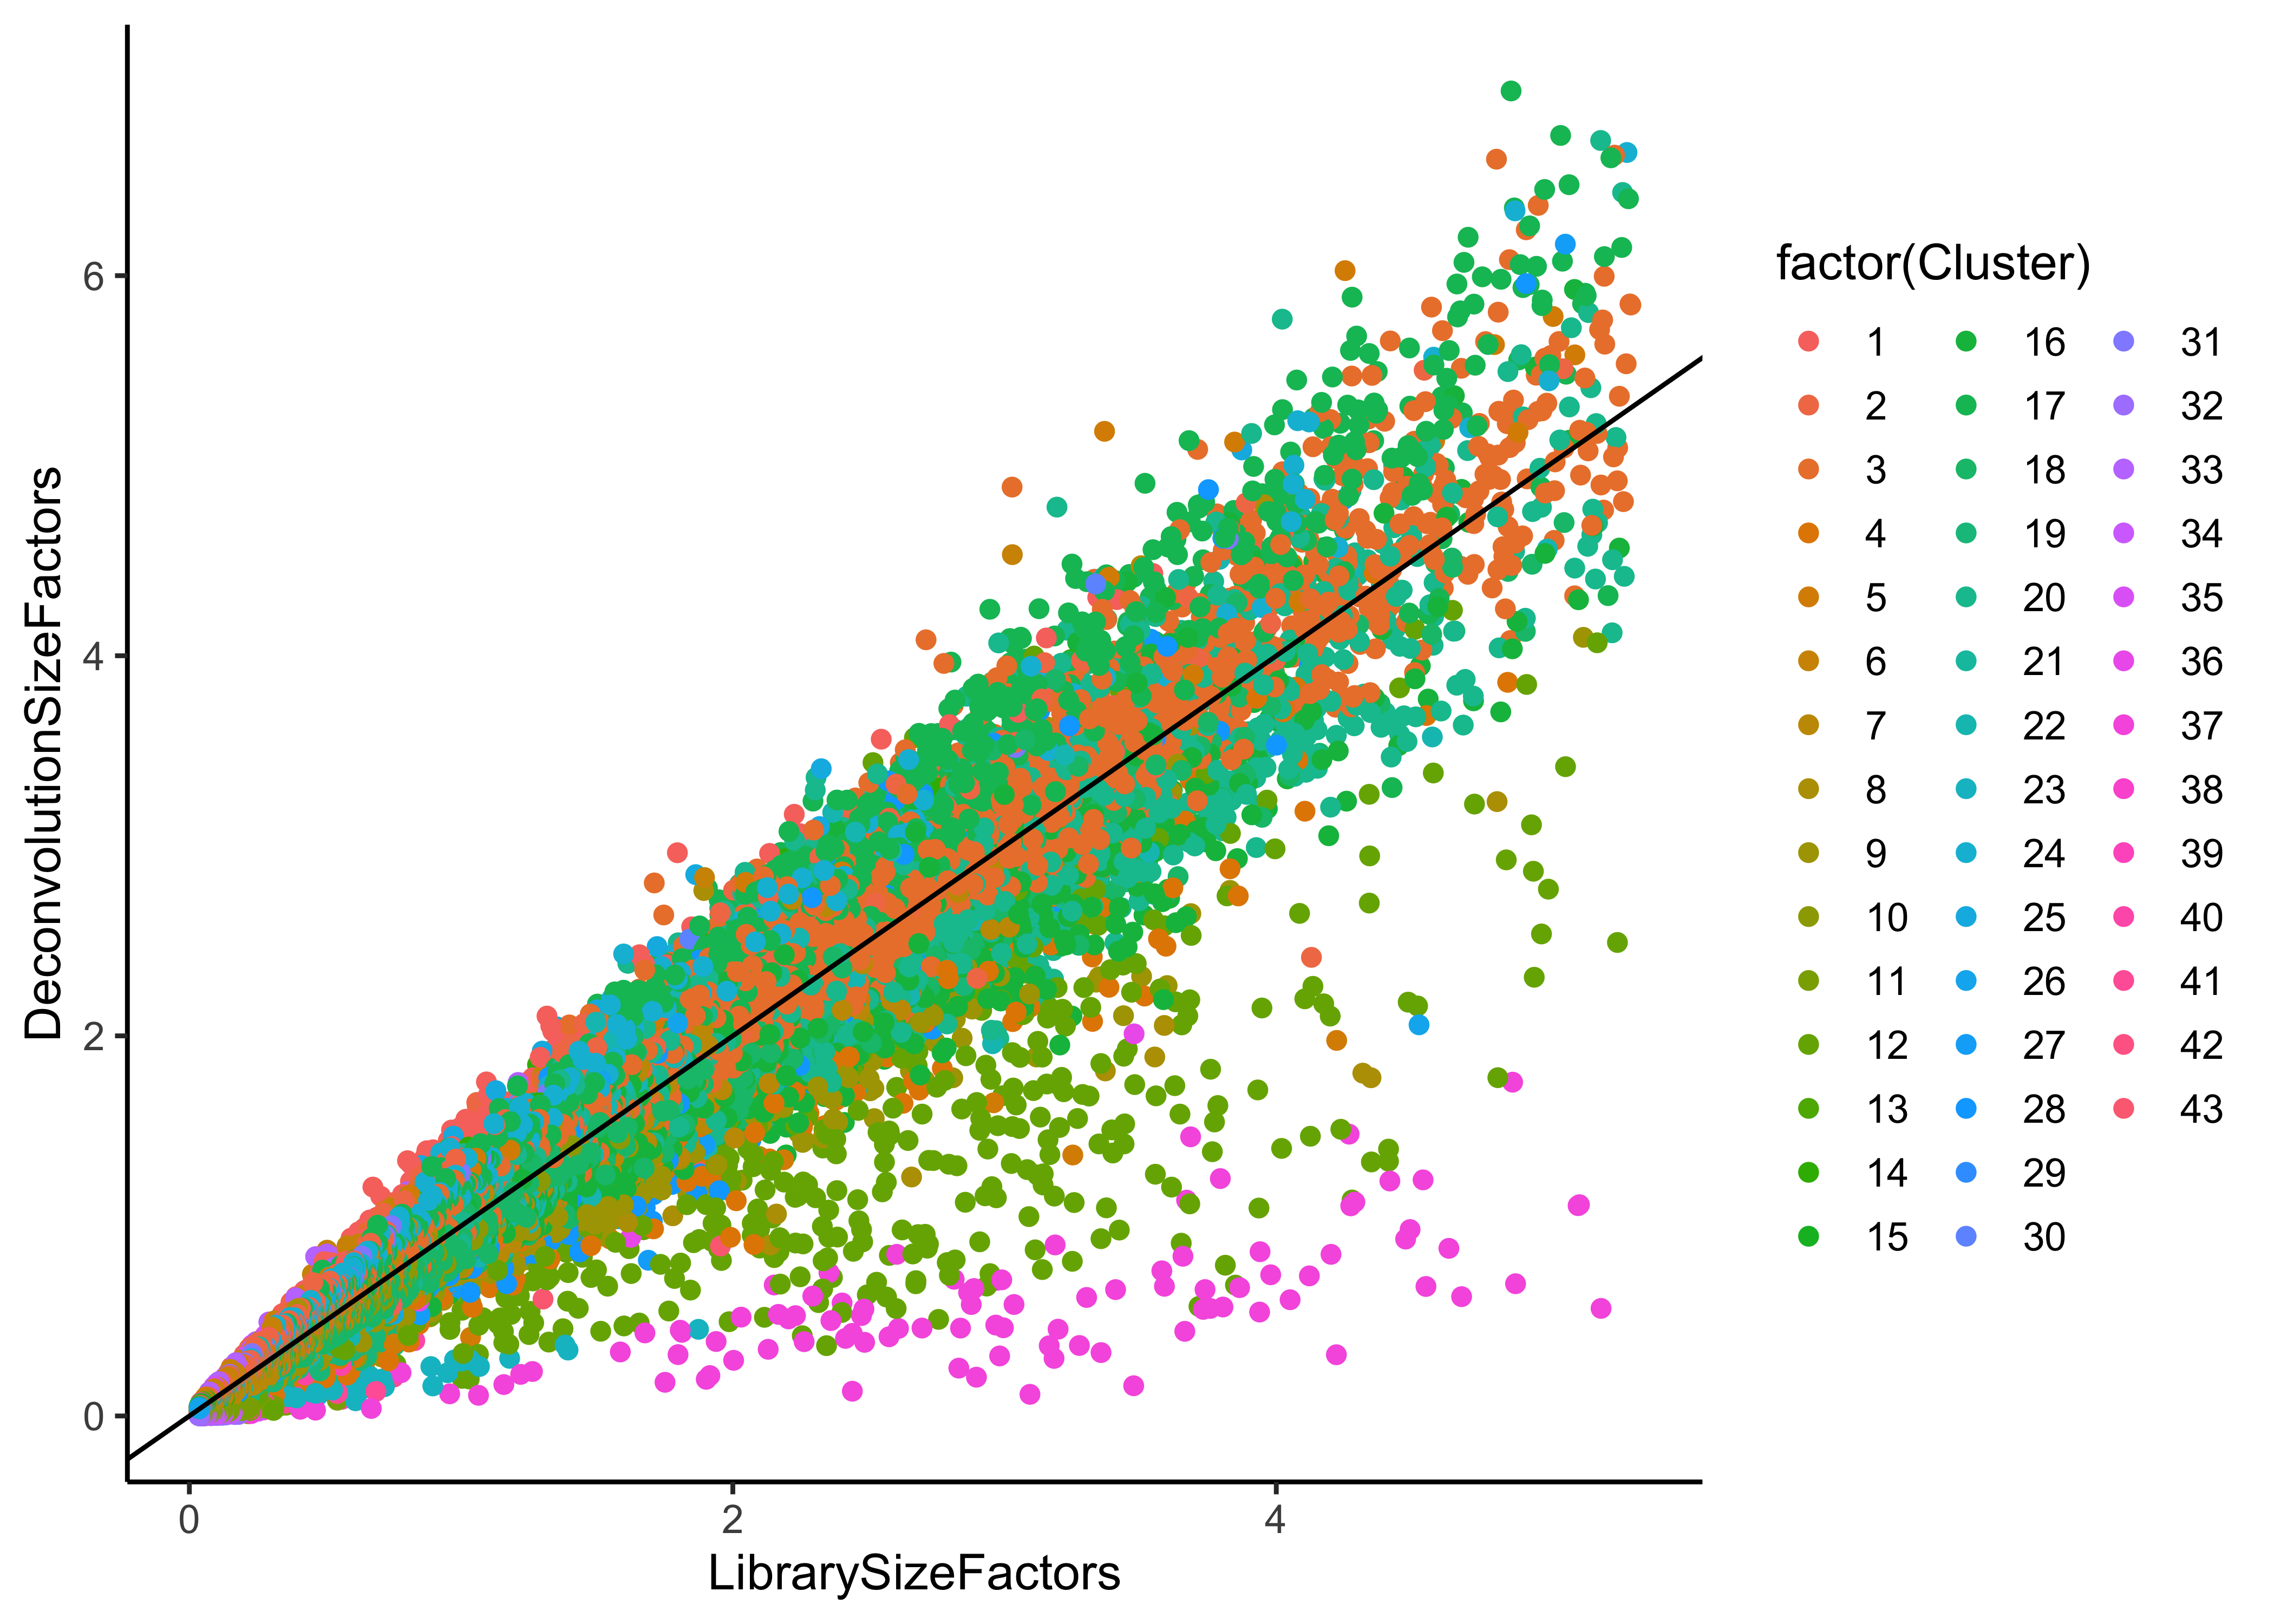 DeconvolutionSizeFactors
6
4
2
0
0 2 4
LibrarySizeFactors
factor(Cluster)
1 16 31
2 17 32
3 18 33
4 19 34
5 20 35
6 21 36
7 22 37
8 23 38
9 24 39
10 25 40
11 26 41
12 27 42
13 28 43
14 29
15 30